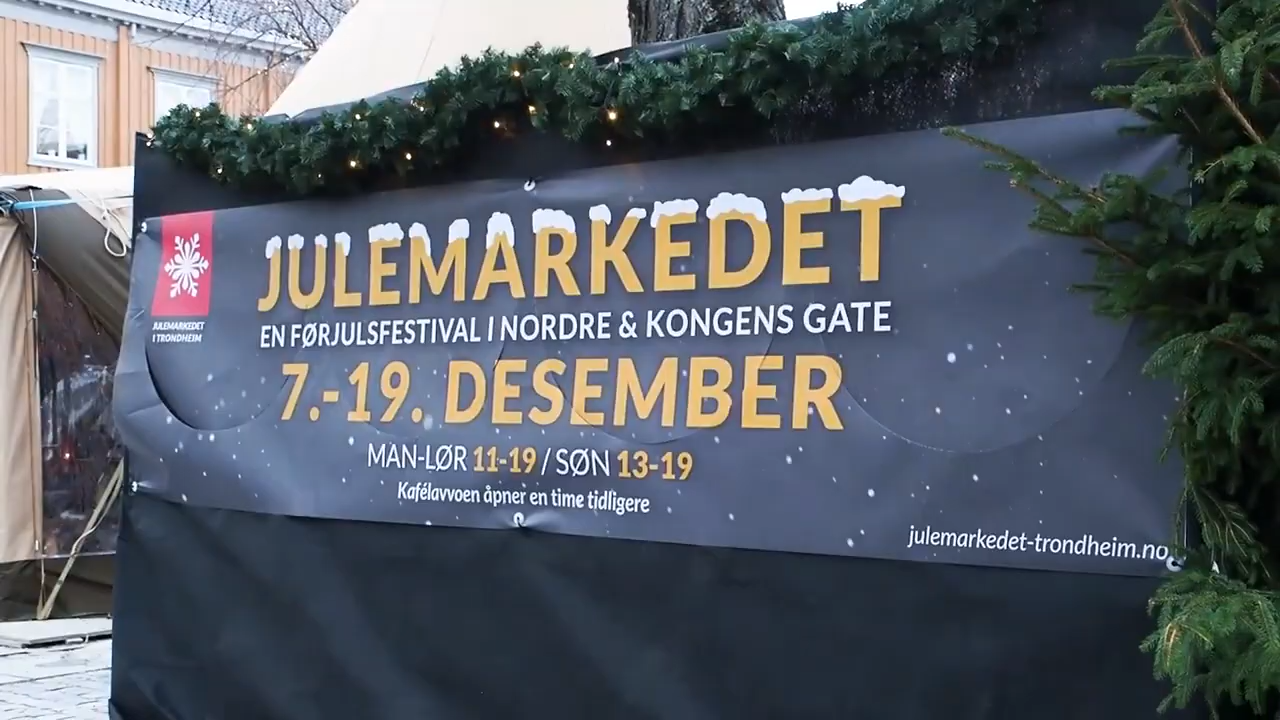 JULEMARKEDET
I TRONDHEIM
JULEMARKEDET
EN FØRJULSFESTIVAL I NORDRE & KONGENS GATE
7.-19. DESEMBER
MAN-LØR 11-19 / SØN 13-19
Kafélavvoen åpner en time tidligere
julemarkedet-trondheim.no